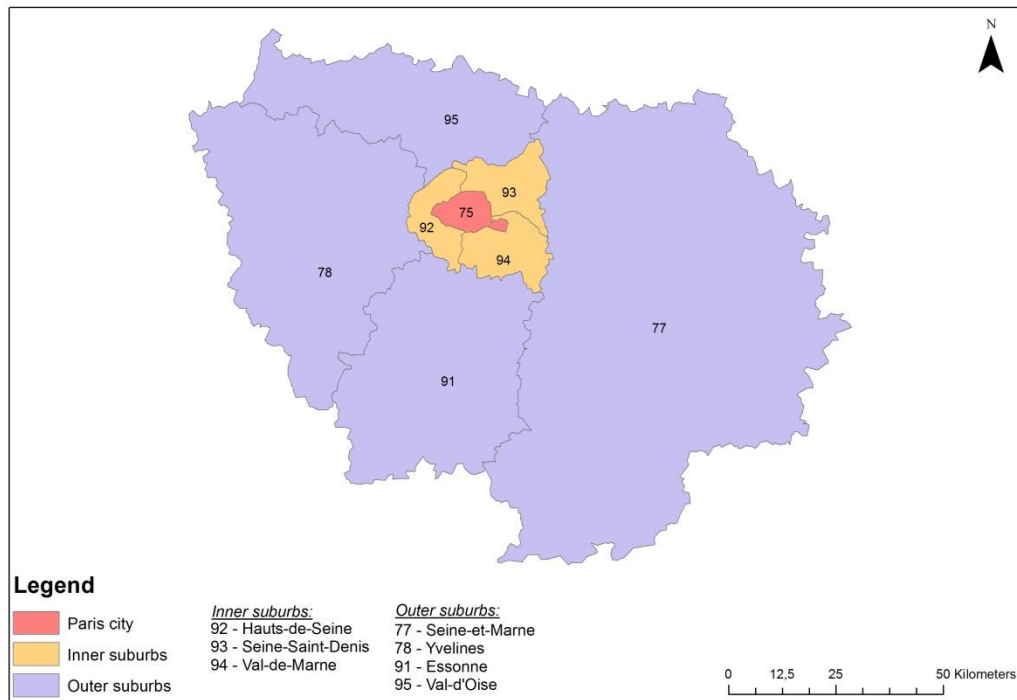 N
95
93
75
92
94
78
77
91
Legend
Paris city
Inner suburbs
Outer suburbs
Inner suburbs:
92 - Hauts-de-Seine
93 - Seine-Saint-Denis
94 - Val-de-Marne
Outer suburbs:
77 - Seine-et-Marne
78 - Yvelines
91 - Essonne
95 - Val-d'Oise
0 12,5 25 50 Kilometers